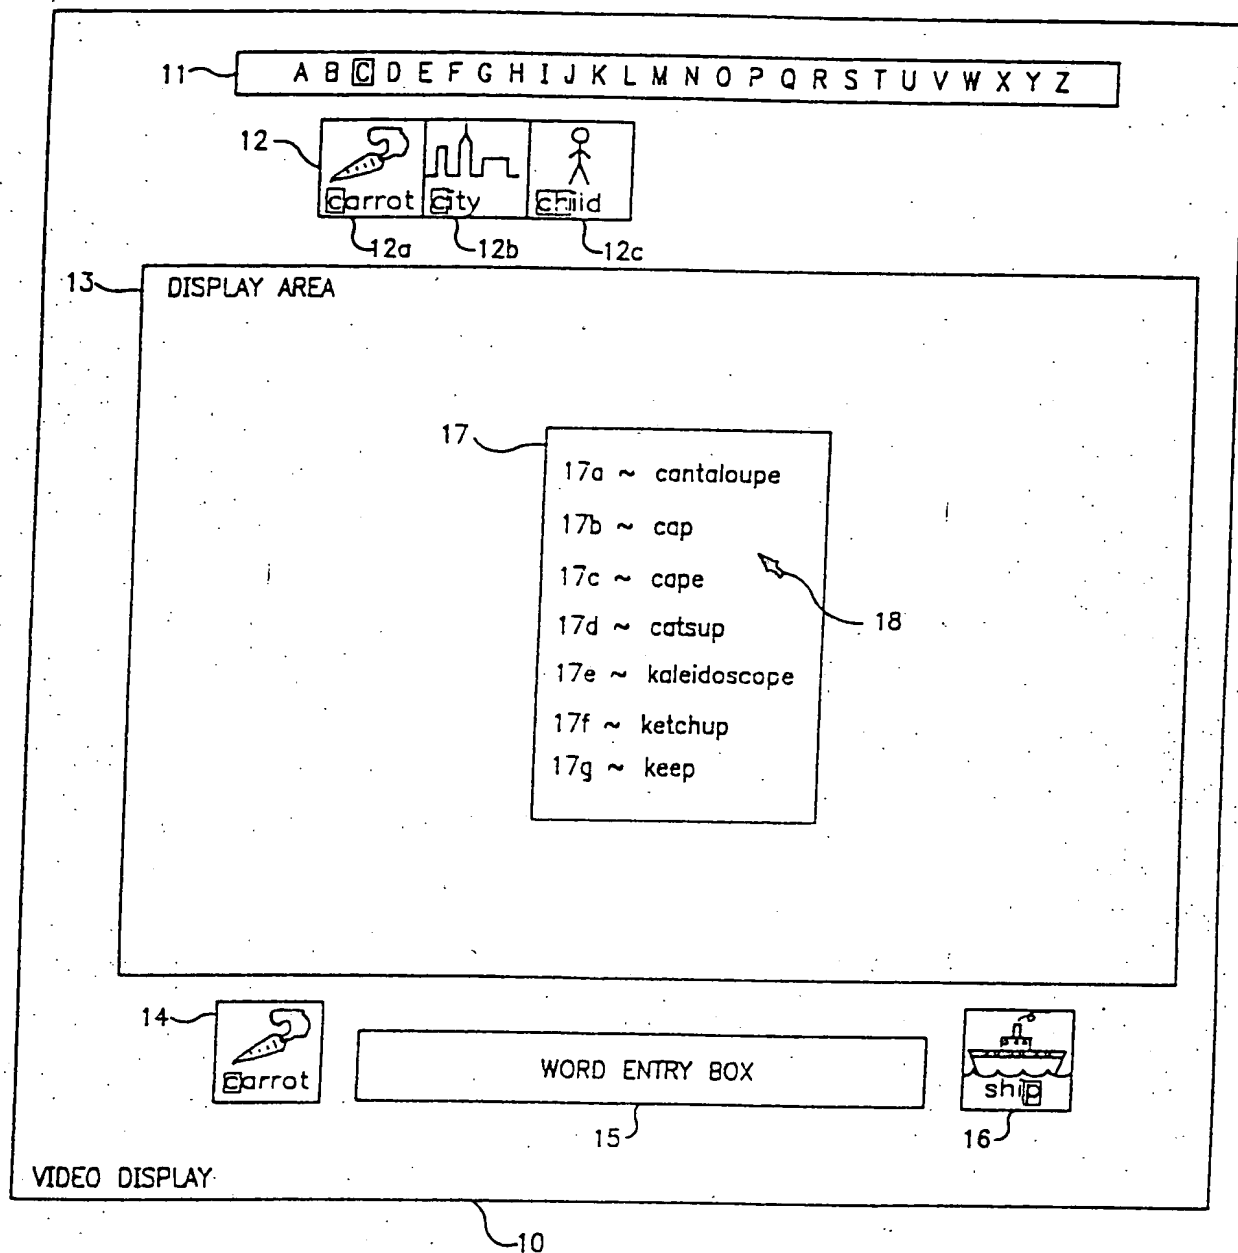 11 A B C D E F G H I J K L M N O P Q R S T U V W X Y Z
12
carrot city child
12a 12b 12c
13 DISPLAY AREA
17
17a ~ cantaloupe
17b ~ cap
17c ~ cape
18
17d ~ catsup
17e ~ kaleidoscope
17f ~ ketchup
17g ~ keep
14
carrot WORD ENTRY BOX ship
15 16
VIDEO DISPLAY
10